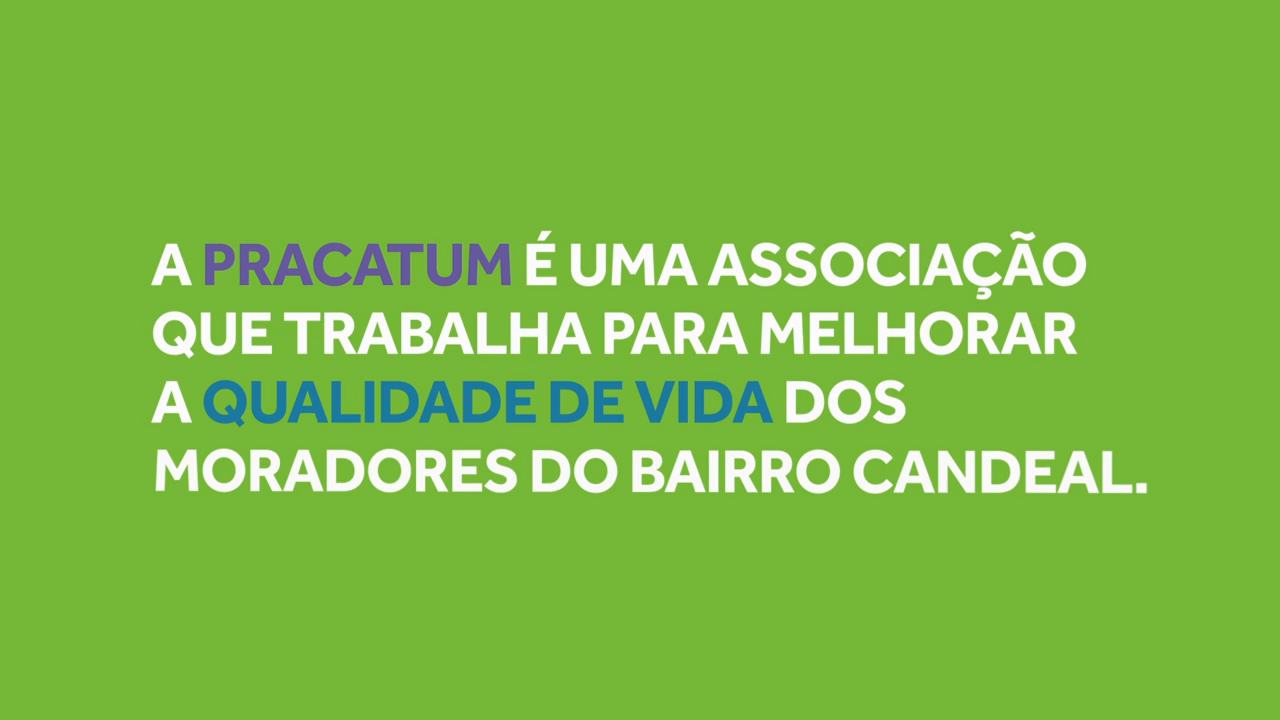 A PRACATUM É UMA ASSOCIAÇÃO
QUE TRABALHA PARA MELHORAR
A QUALIDADE DE VIDA DOS
MORADORES DO BAIRRO CANDEAL.